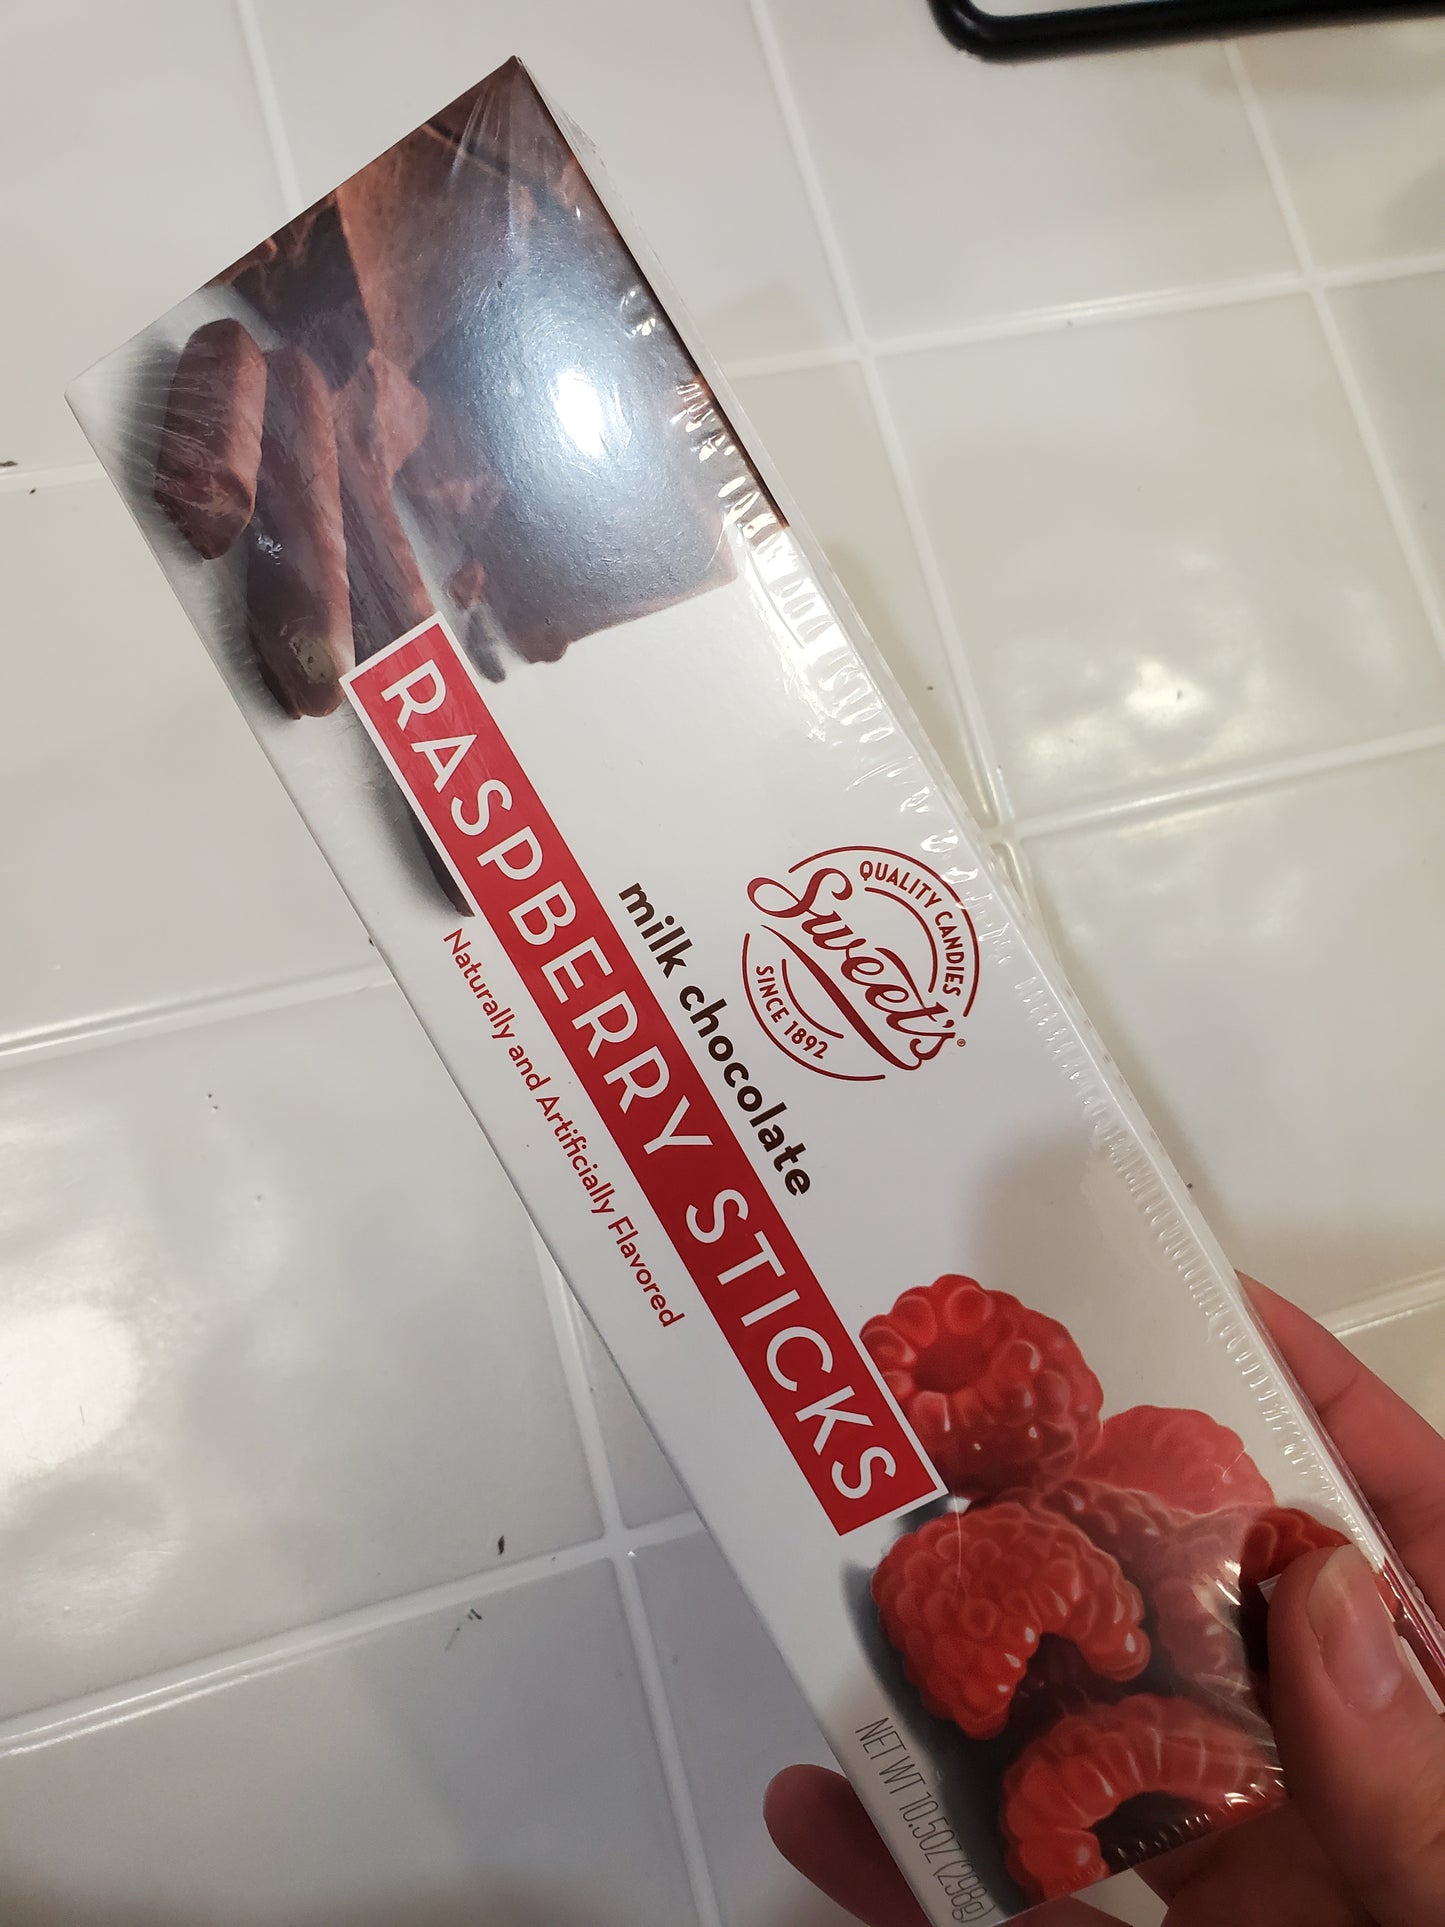 QUALITY CANDIES
Sweet's®
SINCE 1892
milk chocolate
RASPBERRY STICKS
Naturally and Artificially Flavored
NET WT 10.5OZ (298g)